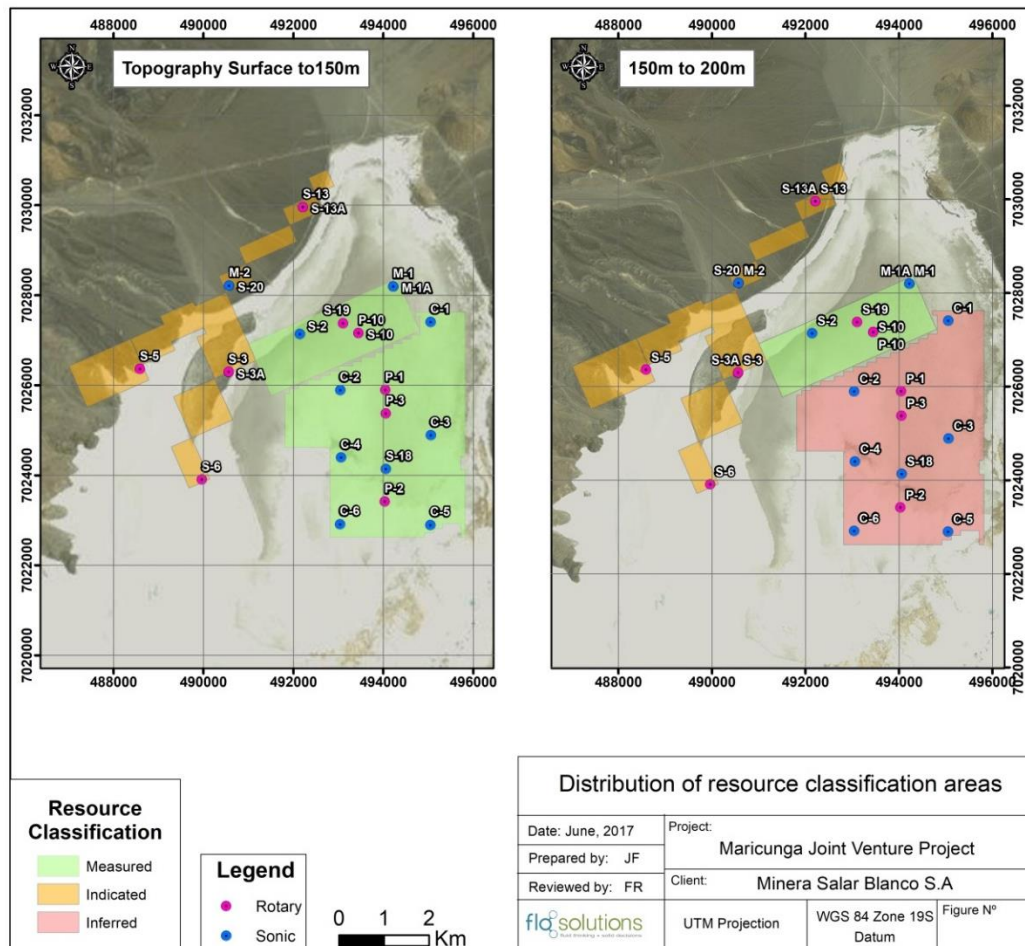 488000 490000 492000 494000 496000
488000 490000 492000 494000 496000
Topography Surface to150m
150m to 200m
N
E
S
W
N
E
S
W
7032000
7030000
7028000
7026000
7024000
7022000
7020000
S-13
S-13A
M-2
S-20
M-1
M-1A
S-19
P-10
S-10
C-1
S-2
S-5
S-3
S-3A
C-2
P-1
P-3
C-3
C-4
S-18
S-6
P-2
C-6
C-5
488000 490000 492000 494000 496000
7032000
7030000
7028000
7026000
7024000
7022000
7020000
S-13A S-13
S-20 M-2
M-1A M-1
S-19
C-1
S-2
S-10
P-10
S-5
S-3A S-3
C-2
P-1
P-3
C-3
C-4
S-18
S-6
P-2
C-6
C-5
488000 490000 492000 494000 496000
Resource
Classification
Measured
Indicated
Inferred
Legend
Rotary
Sonic
0 1 2
Km
Distribution of resource classification areas
Date: June, 2017
Prepared by: JF
Reviewed by: FR
Project:
Maricunga Joint Venture Project
Client: Minera Salar Blanco S.A
flosolutions
fluid thinking + solid decisions
UTM Projection
WGS 84 Zone 19S
Datum
Figure Nº